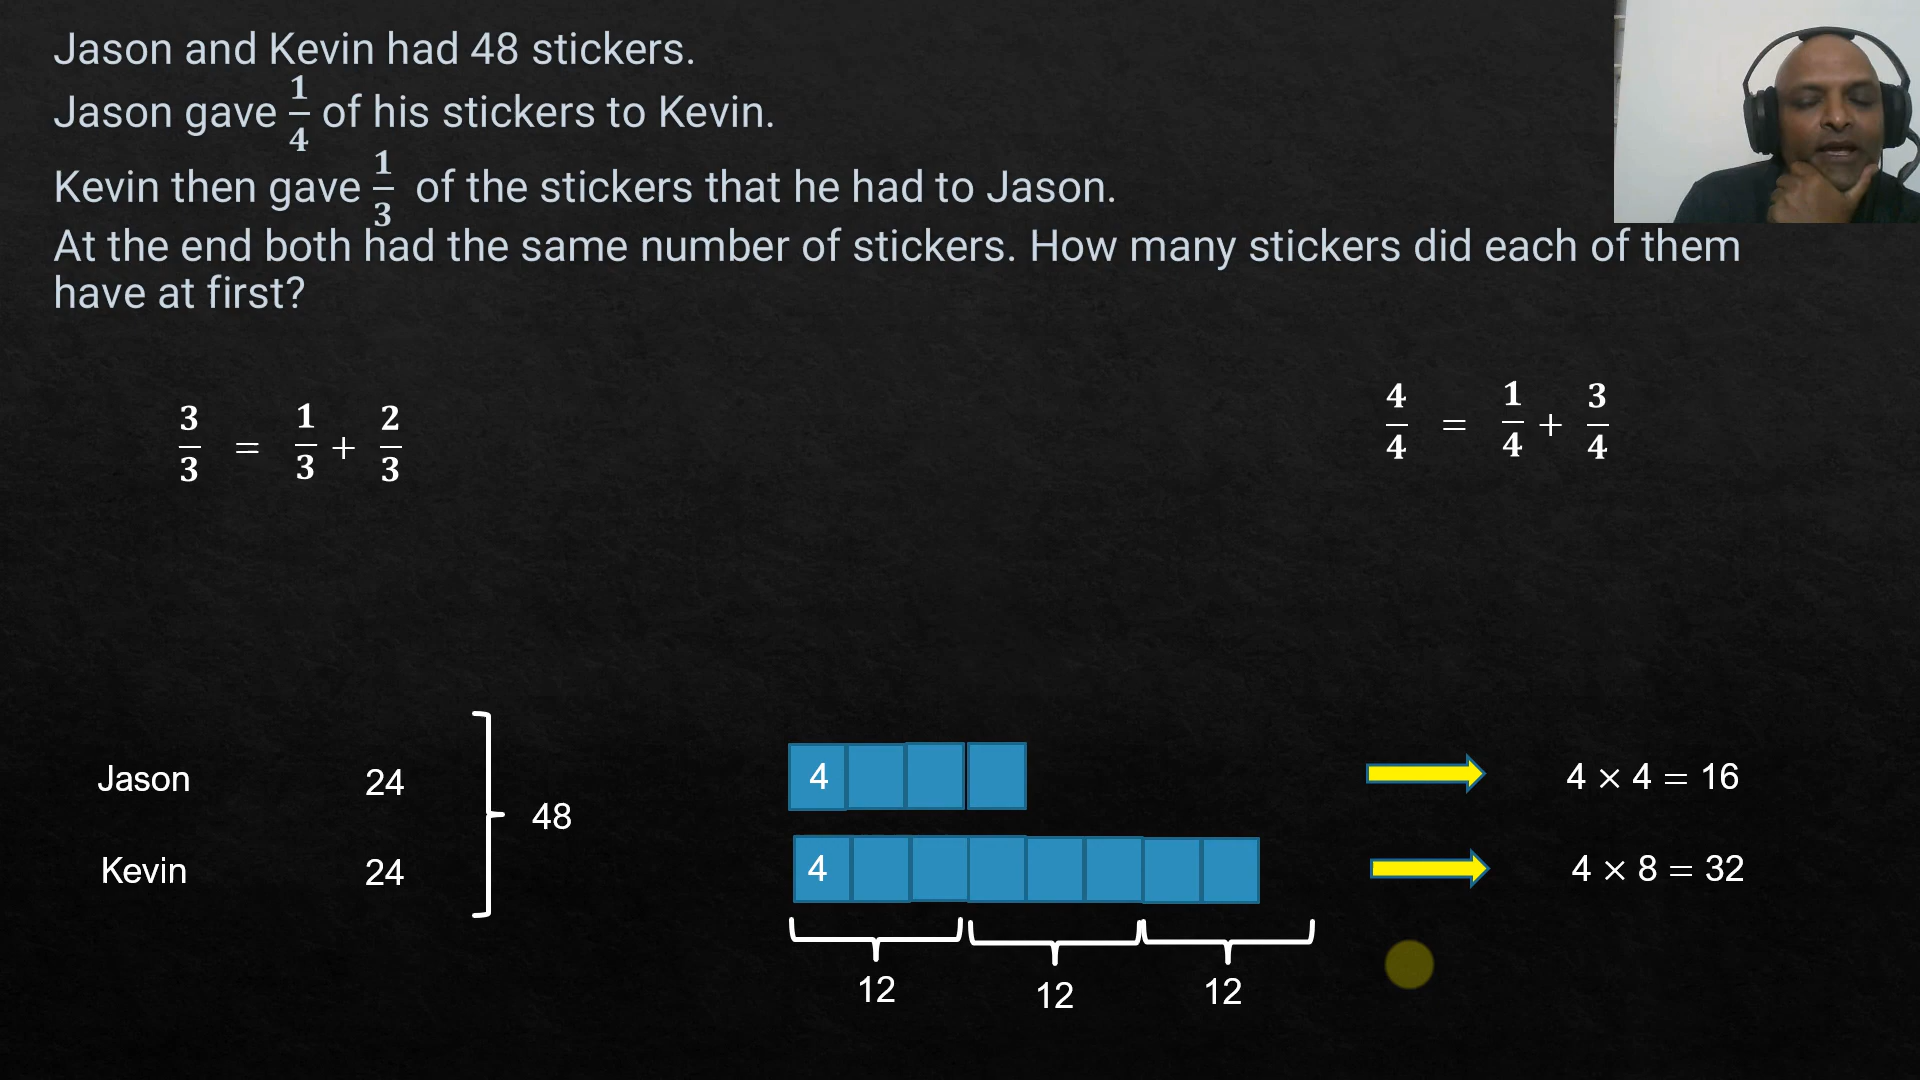 Jason and Kevin had 48 stickers.
Jason gave 1/4 of his stickers to Kevin.
Kevin then gave 1/3 of the stickers that he had to Jason.
At the end both had the same number of stickers. How many stickers did each of them
have at first?
3/3 = 1/3 + 2/3
4/4 = 1/4 + 3/4
Jason 24
Kevin 24
48
4
4 × 4 = 16
4
4 × 8 = 32
12 12 12